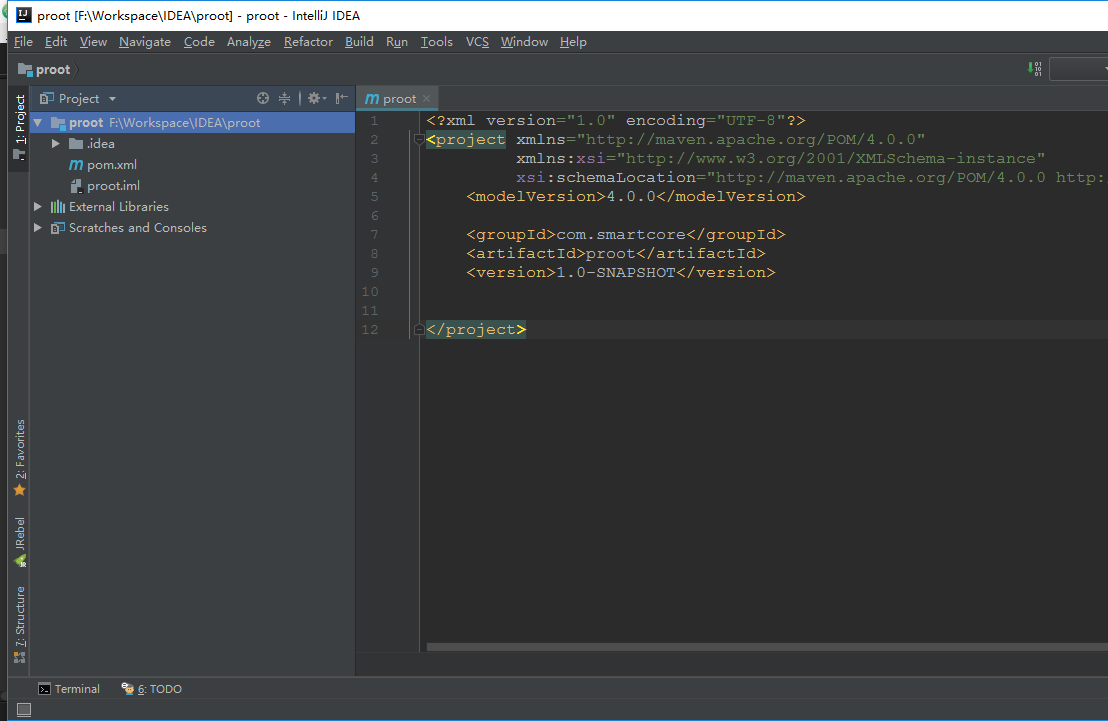 proot [F:\Workspace\IDEA\proot] - proot - IntelliJ IDEA
File Edit View Navigate Code Analyze Refactor Build Run Tools VCS Window Help
proot
1: Project
2: Favorites
JRebel
7: Structure
Project
proot F:\Workspace\IDEA\proot
.idea
pom.xml
proot.iml
External Libraries
Scratches and Consoles
proot
1 <?xml version="1.0" encoding="UTF-8"?>
2 <project xmlns="http://maven.apache.org/POM/4.0.0"
3 xmlns:xsi="http://www.w3.org/2001/XMLSchema-instance"
4 xsi:schemaLocation="http://maven.apache.org/POM/4.0.0 http:
5 <modelVersion>4.0.0</modelVersion>
6
7 <groupId>com.smartcore</groupId>
8 <artifactId>proot</artifactId>
9 <version>1.0-SNAPSHOT</version>
10
11
12 </project>
Terminal 6: TODO